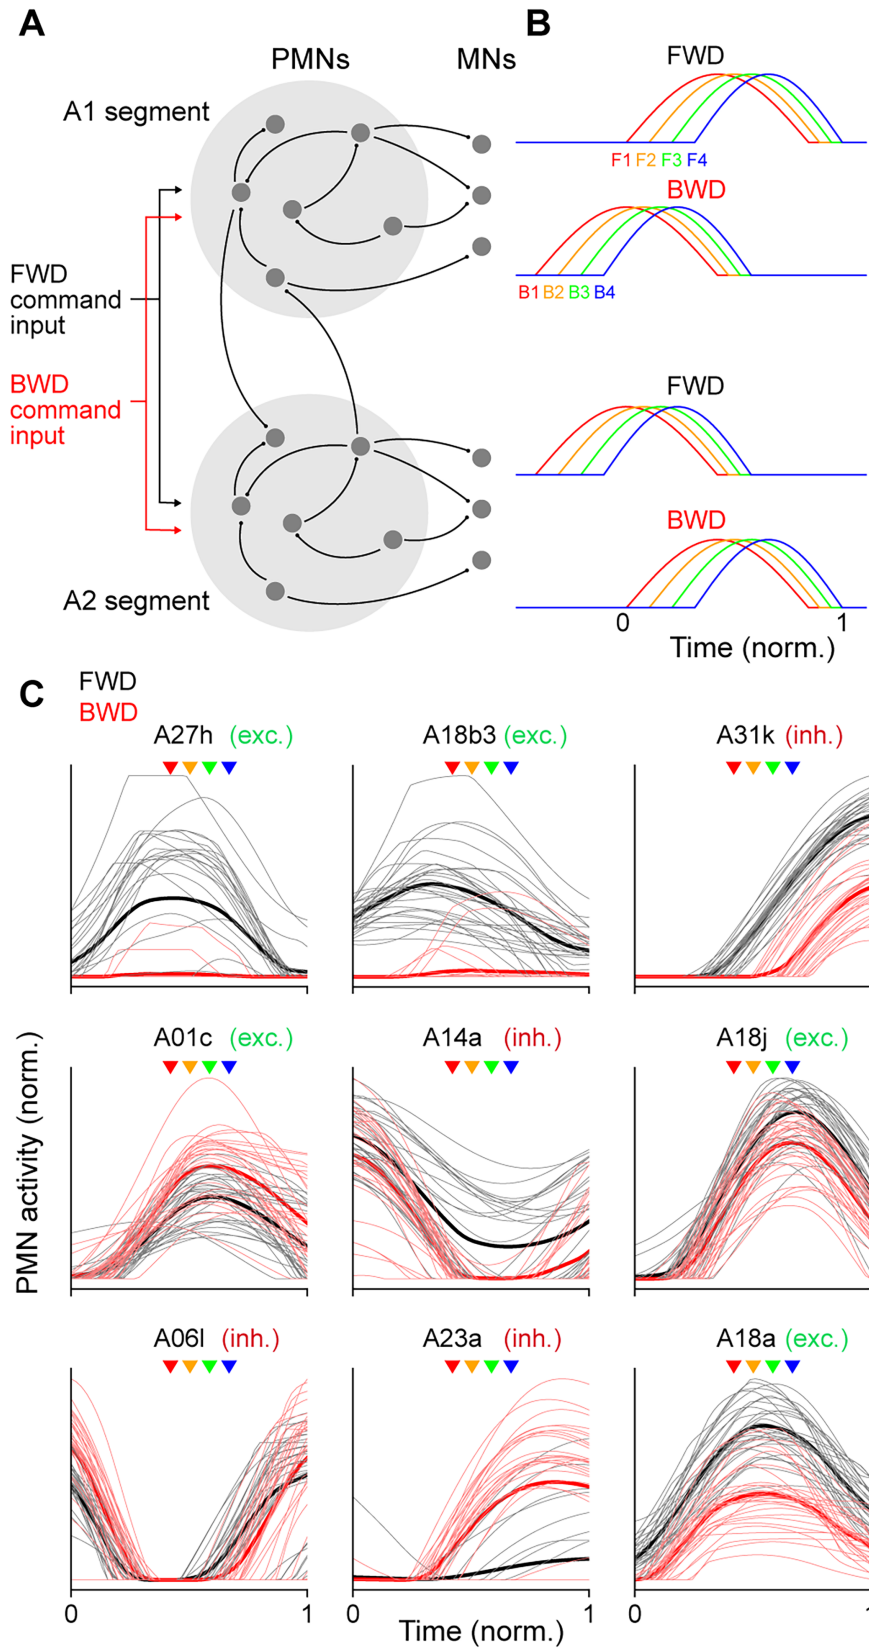 A
B
PMNs
MNs
A1 segment
FWD
command
input
BWD
command
input
A2 segment
FWD
F1 F2 F3 F4
BWD
B1 B2 B3 B4
FWD
BWD
0
1
Time (norm.)
C
FWD
BWD
A27h (exc.)
A18b3 (exc.)
A31k (inh.)
PMN activity (norm.)
A01c (exc.)
A14a (inh.)
A18j (exc.)
A06l (inh.)
A23a (inh.)
A18a (exc.)
0
1
0
1
0
1
Time (norm.)